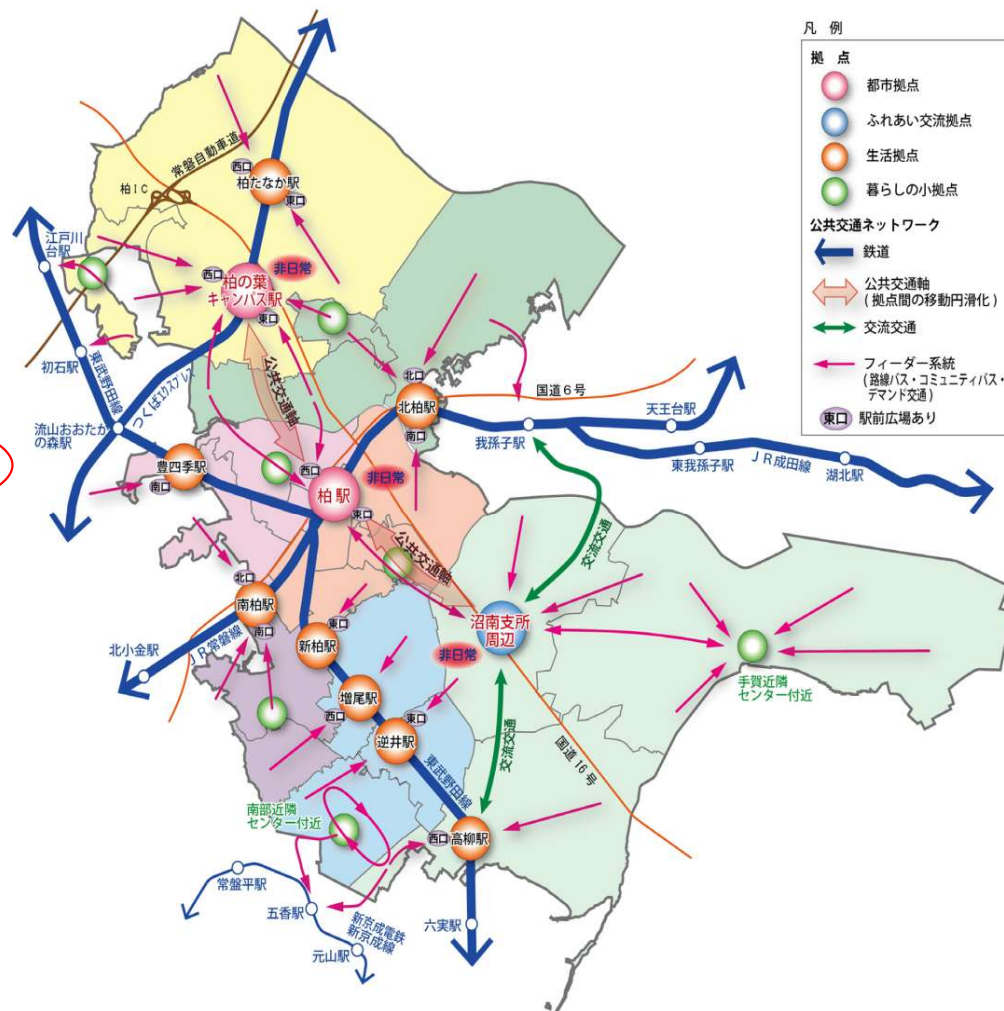 凡　例
拠　点
都市拠点
ふれあい交流拠点
生活拠点
暮らしの小拠点
公共交通ネットワーク
鉄道
公共交通軸
(拠点間の移動円滑化)
交流交通
フィーダー系統
(路線バス・コミュニティバス・
デマンド交通)
東口
駅前広場あり
常磐自動車道
柏IC
西口
柏たなか駅
東口
江戸川
台駅
西口
柏の葉
キャンパス駅
非日常
東口
初石駅
東武野田線
つくばエクスプレス
公共交通軸
北口
北柏駅
南口
国道6号
天王台駅
我孫子駅
東我孫子駅
JR成田線
湖北駅
流山おおたか
の森駅
豊四季駅
南口
西口
柏駅
非日常
東口
公共交通軸
交流交通
北口
南柏駅
南口
東口
新柏駅
沼南支所
周辺
非日常
北小金駅
JR常磐線
手賀近隣
センター付近
増尾駅
西口
東口
逆井駅
東武野田線
交流交通
国道16号
南部近隣
センター付近
西口
高柳駅
常盤平駅
五香駅
新京成電鉄
新京成線
元山駅
六実駅